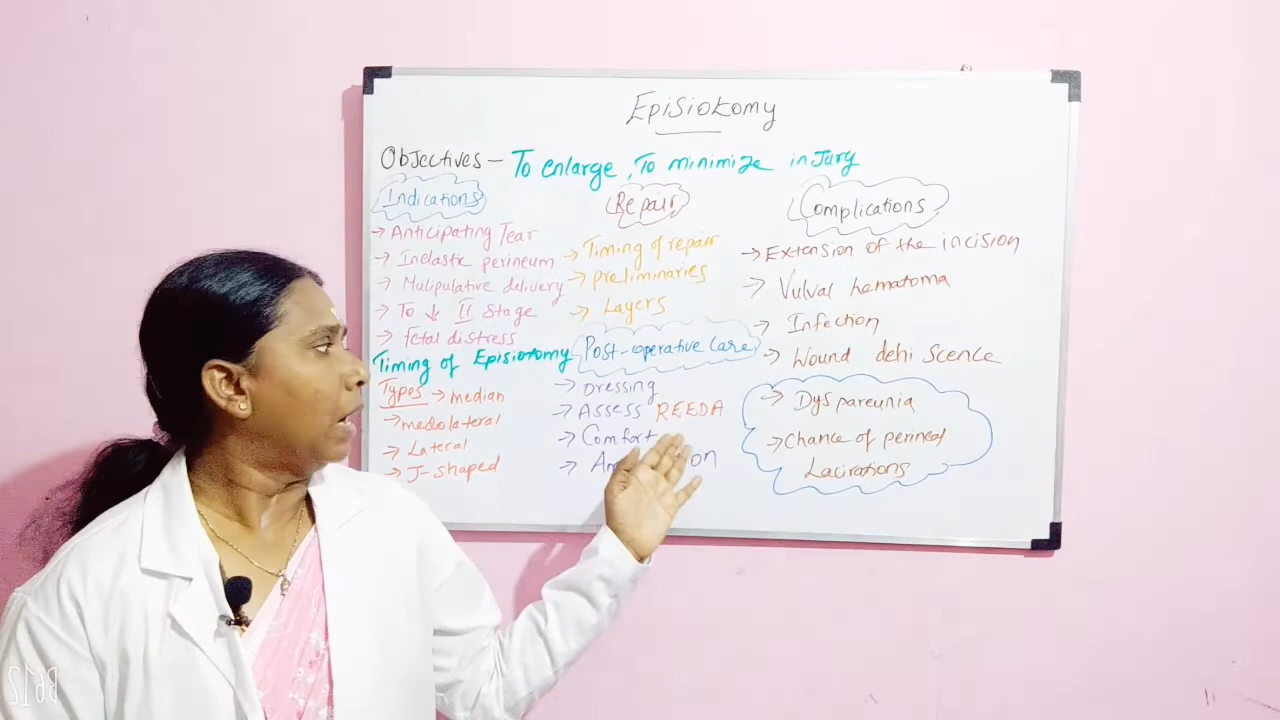 Episiotomy
Objectives - To enlarge, To minimize injury
Indications
→ Anticipating Tear
→ Inelastic perineum
→ Mulipulative delivery
→ To ↓ II Stage
→ Fetal distress
Timing of Episiotomy
Types → median
→ mediolateral
→ Lateral
→ J-shaped
Repair
→ Timing of repair
→ preliminaries
→ Layers
Post-operative Care
→ Dressing
→ Assess REEDA
→ Comfort
→
Complications
→ Extension of the incision
→ Vulval hematoma
→ Infection
→ Wound dehi scence
→ Dyspareunia
→ Chance of perineal
Lacirations